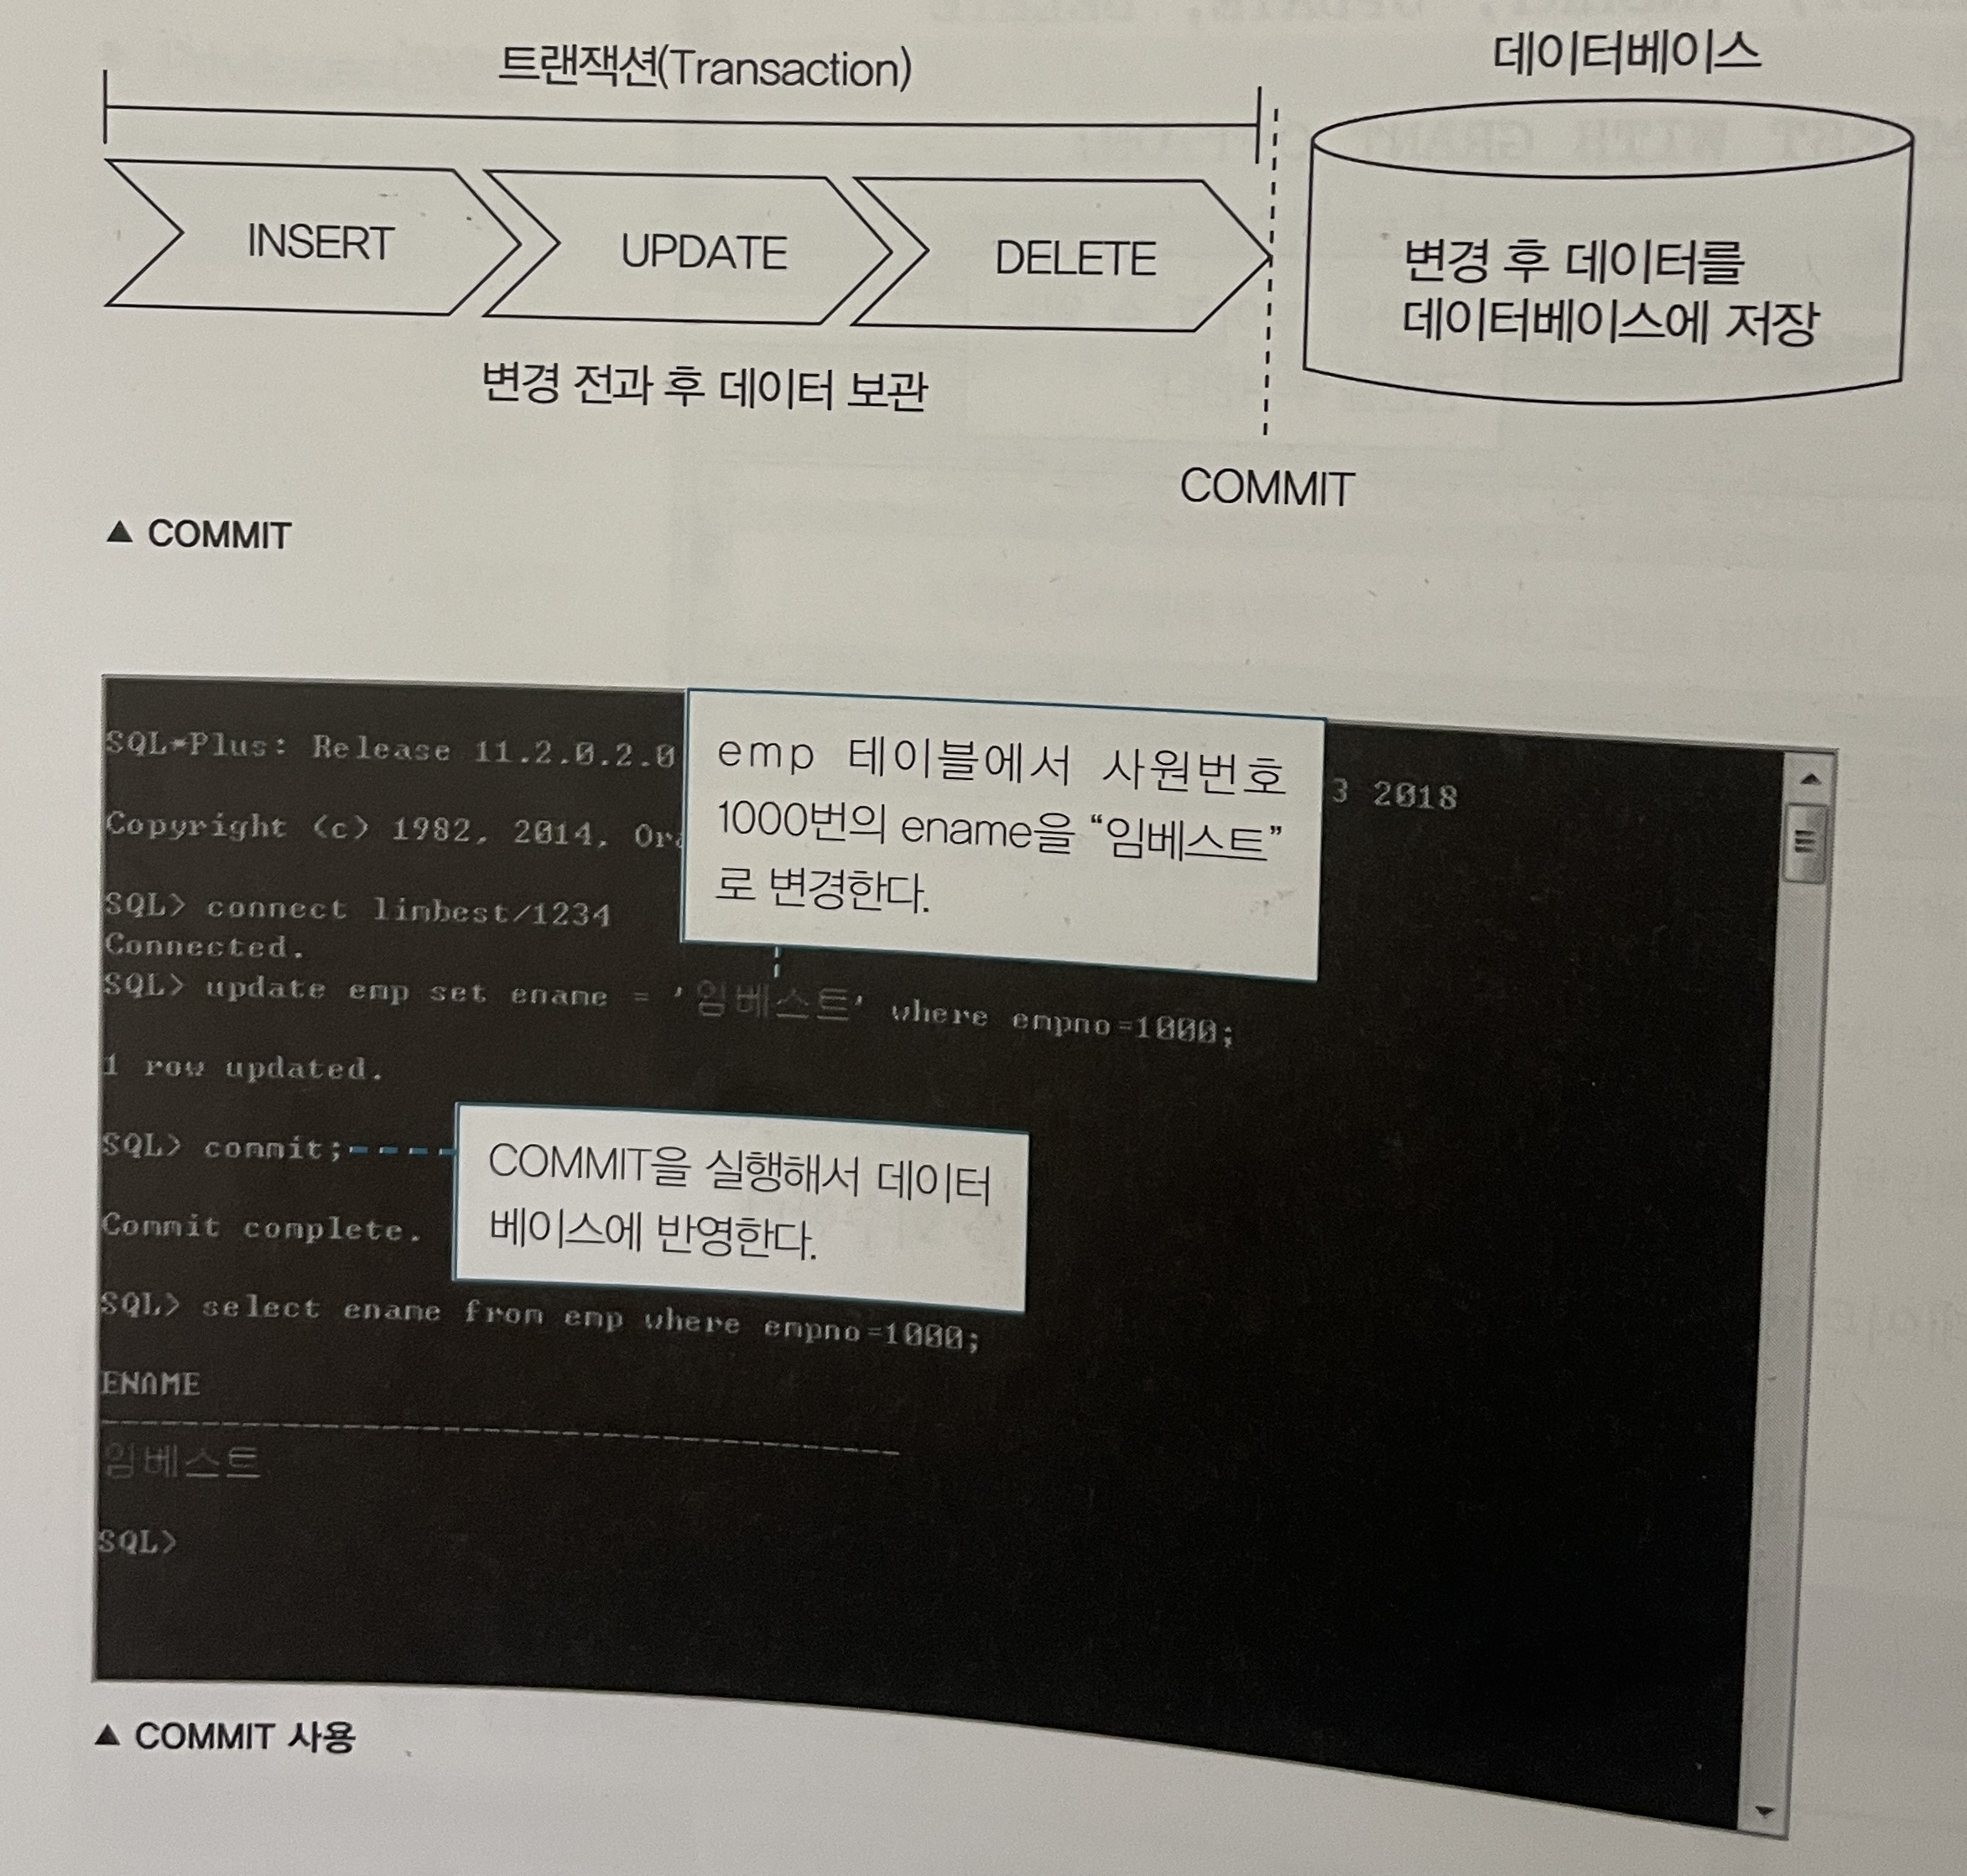 트랜잭션(Transaction)
데이터베이스
INSERT
UPDATE
DELETE
변경 후 데이터를
데이터베이스에 저장
변경 전과 후 데이터 보관
COMMIT
▲ COMMIT
SQL*Plus: Release 11.2.0.2.0
3 2018
emp 테이블에서 사원번호
1000번의 ename을 “임베스트”
로 변경한다.
Copyright (c) 1982, 2014, Ora
SQL> connect limbest/1234
Connected.
SQL> update emp set ename = '임베스트' where empno=1000;
1 row updated.
SQL> commit;
COMMIT을 실행해서 데이터
베이스에 반영한다.
Commit complete.
SQL> select ename from emp where empno=1000;
ENAME
--------------------------------------------------------------------------------
임베스트
SQL>
▲ COMMIT 사용